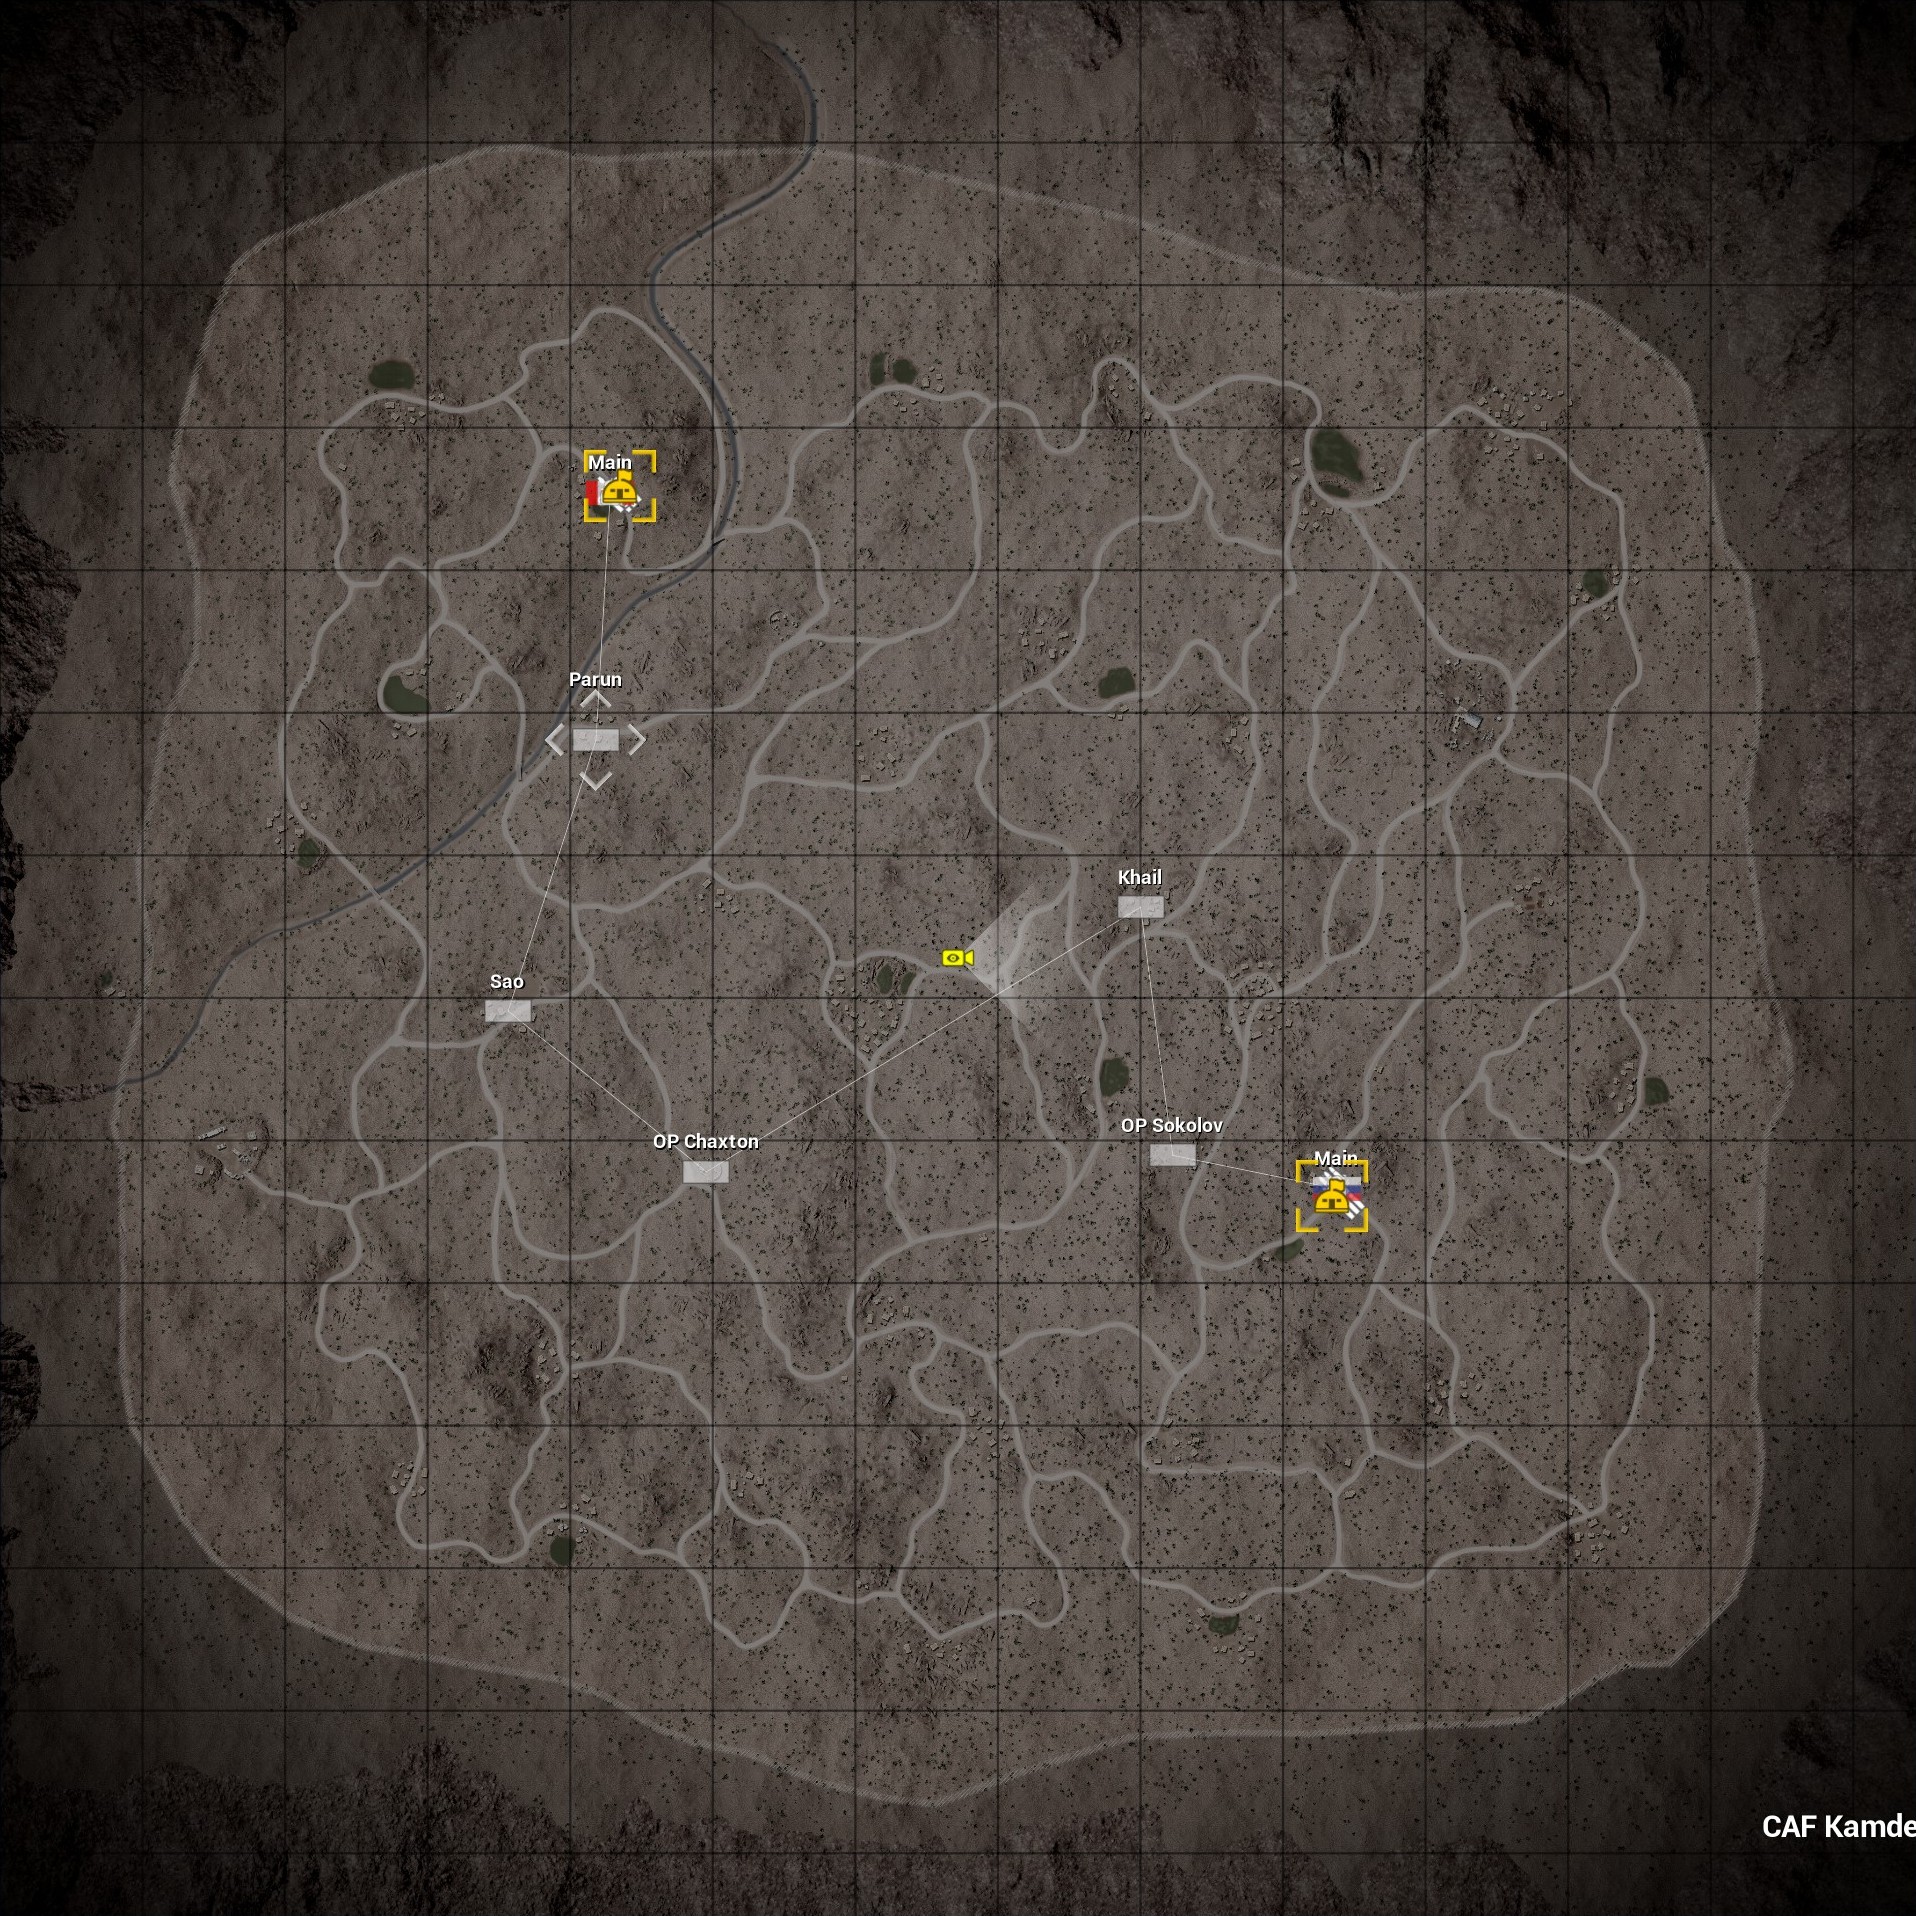 Main
Parun
Khail
Sao
OP Sokolov
OP Chaxton
Main
CAF Kamde